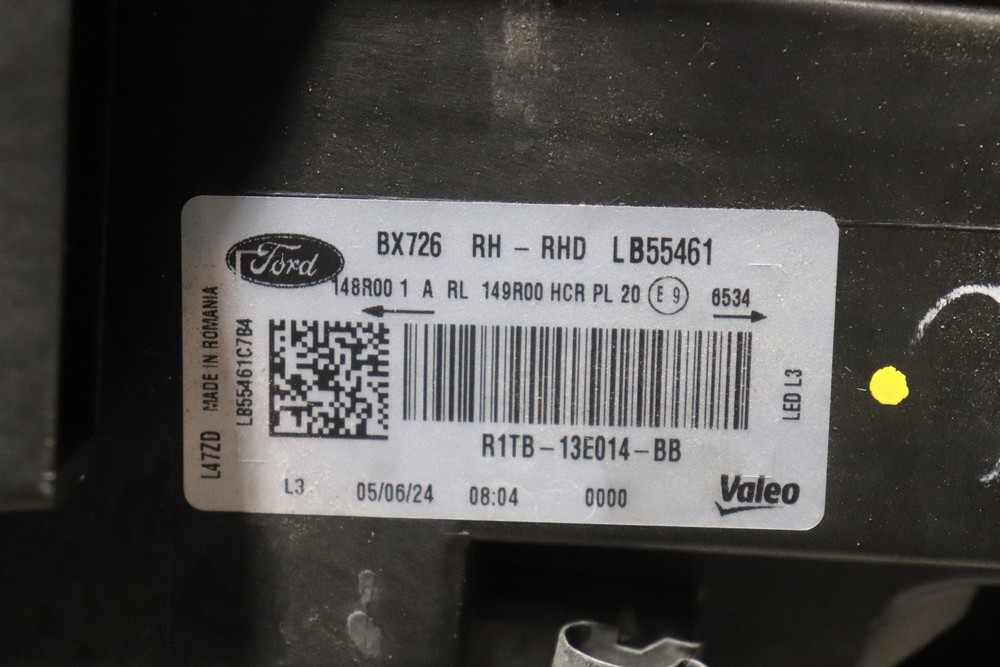 Ford
BX726 RH - RHD LB55461
148R00 1 A RL 149R00 HCR PL 20 E 9 6534
L47ZD MADE IN ROMANIA
LB55461C7B4
LED L3
R1TB-13E014-BB
L3 05/06/24 08:04 0000
Valeo